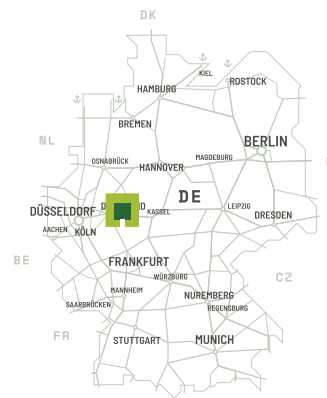 DK
KIEL
ROSTOCK
HAMBURG
BREMEN
NL
BERLIN
OSNABRÜCK
HANNOVER
MAGDEBURG
DE
DÜSSELDORF
KASSEL
LEIPZIG
DRESDEN
AACHEN
KÖLN
BE
FRANKFURT
WÜRZBURG
CZ
MANNHEIM
NUREMBERG
SAARBRÜCKEN
REGENSBURG
FR
STUTTGART
MUNICH